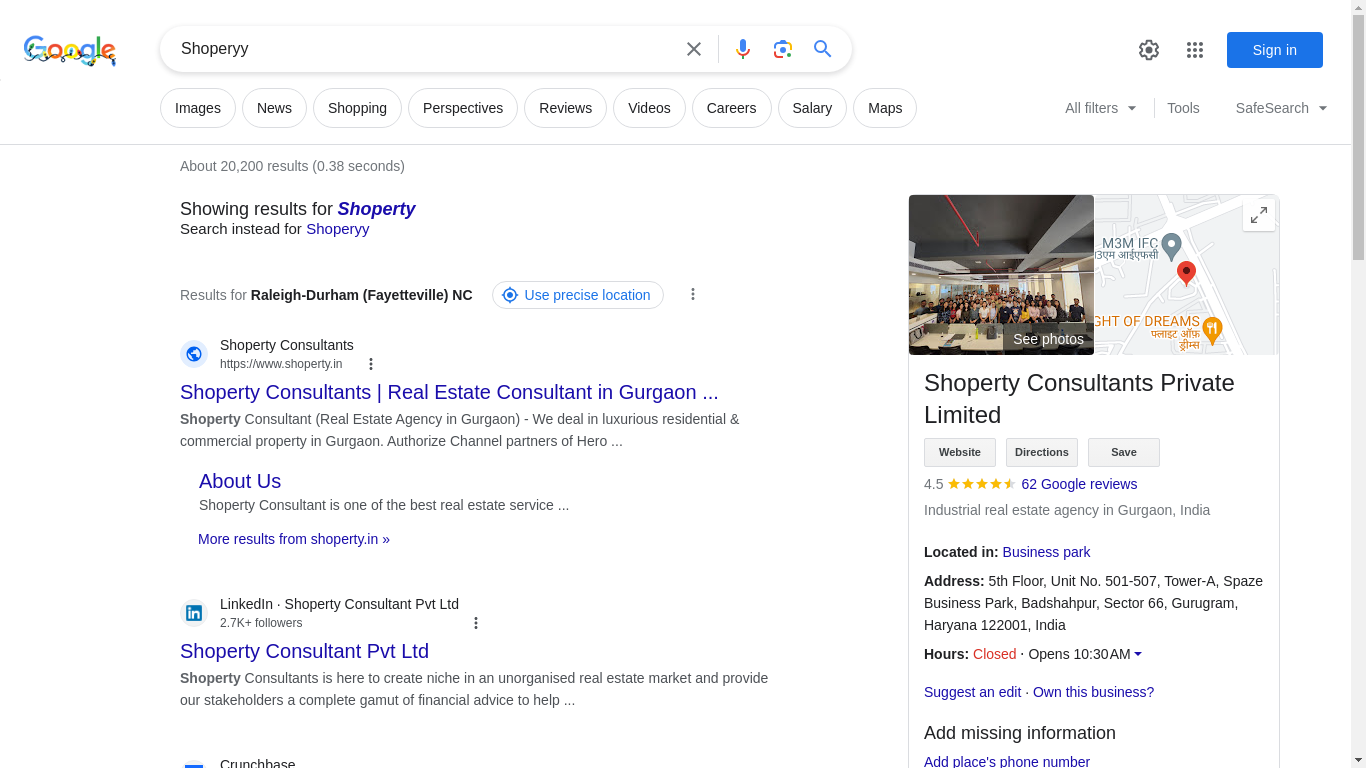 Google
Shoperyy
Sign in
Images
News
Shopping
Perspectives
Reviews
Videos
Careers
Salary
Maps
All filters
Tools
SafeSearch
About 20,200 results (0.38 seconds)
Showing results for Shoperty
Search instead for Shoperyy
Results for Raleigh-Durham (Fayetteville) NC
Use precise location
Shoperty Consultants
https://www.shoperty.in
Shoperty Consultants | Real Estate Consultant in Gurgaon ...
Shoperty Consultant (Real Estate Agency in Gurgaon) - We deal in luxurious residential &
commercial property in Gurgaon. Authorize Channel partners of Hero ...
About Us
Shoperty Consultant is one of the best real estate service ...
More results from shoperty.in »
LinkedIn · Shoperty Consultant Pvt Ltd
2.7K+ followers
Shoperty Consultant Pvt Ltd
Shoperty Consultants is here to create niche in an unorganised real estate market and provide
our stakeholders a complete gamut of financial advice to help ...
Crunchbase
See photos
M3M IFC
एम आईएफसी
GHT OF DREAMS
फ्लाइट ऑफ़
ड्रीम्स
Shoperty Consultants Private
Limited
Website
Directions
Save
4.5
62 Google reviews
Industrial real estate agency in Gurgaon, India
Located in: Business park
Address: 5th Floor, Unit No. 501-507, Tower-A, Spaze
Business Park, Badshahpur, Sector 66, Gurugram,
Haryana 122001, India
Hours: Closed ⋅ Opens 10:30 AM
Suggest an edit · Own this business?
Add missing information
Add place's phone number